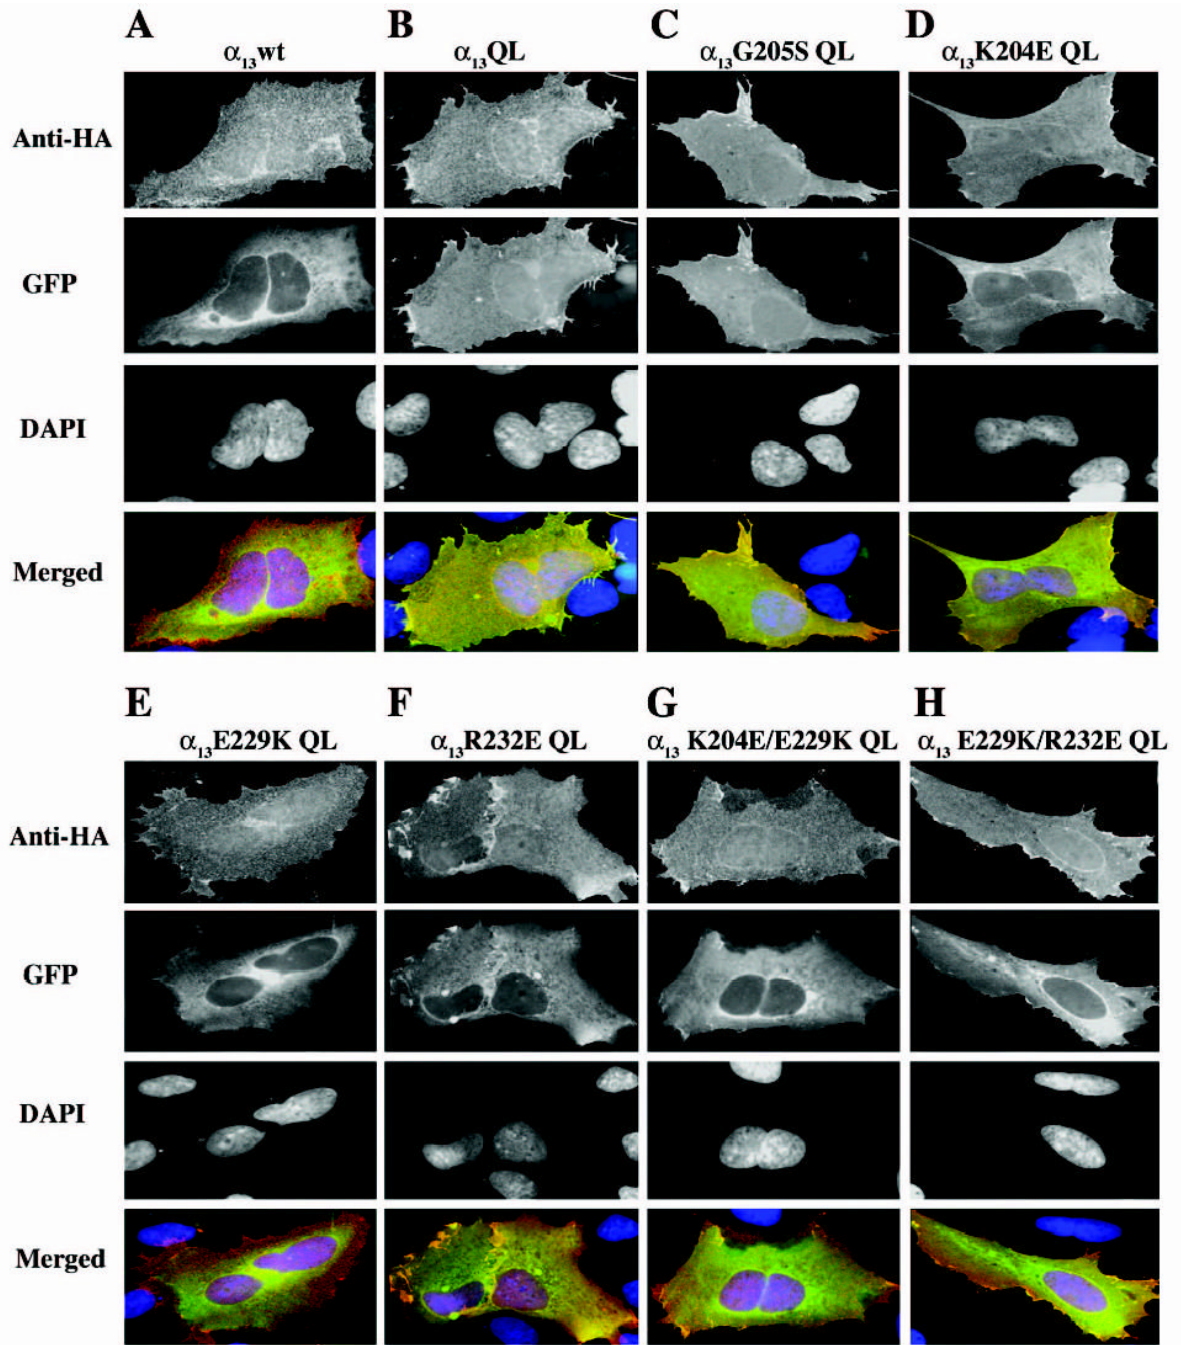 A B C D
α₁₃wt α₁₃QL α₁₃G205S QL α₁₃K204E QL
Anti-HA
GFP
DAPI
Merged
E F G H
α₁₃E229K QL α₁₃R232E QL α₁₃ K204E/E229K QL α₁₃ E229K/R232E QL
Anti-HA
GFP
DAPI
Merged